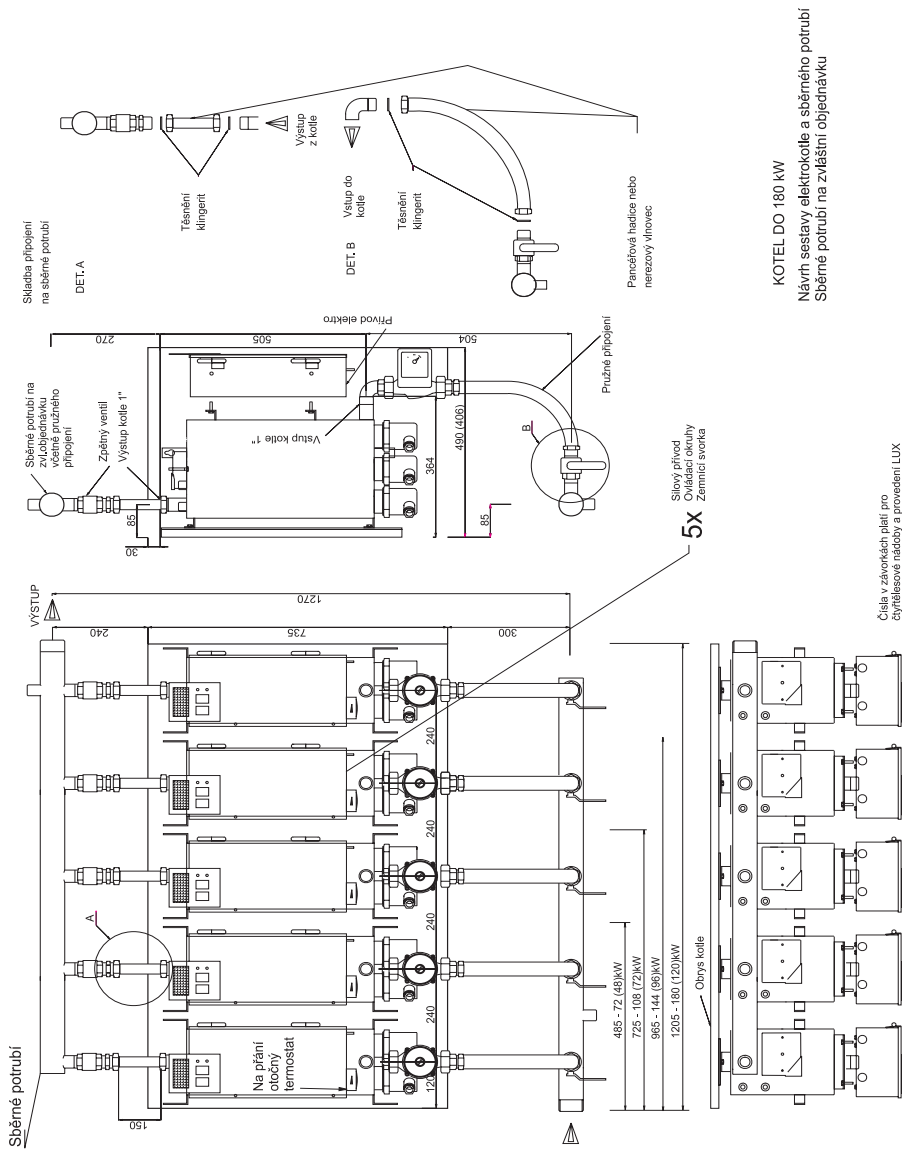 Sběrné potrubí
VÝSTUP
240
735
300
1270
150
A
Na přání
otočný
termostat
120
240
240
240
240
485 - 72 (48)kW
725 - 108 (72)kW
965 - 144 (96)kW
1205 - 180 (120)kW
5x
Silový přívod
Ovládací okruhy
Zemnící svorka
Obrys kotle
Čísla v závorkách platí pro
čtyřtělesové nádoby a provedení LUX
Sběrné potrubí na
zvl.objednávku
včetně pružného
připojení
Zpětný ventil
Výstup kotle 1"
30
85
270
505
504
Přívod elektro
Vstup kotle 1"
364
490 (406)
85
B
Pružné připojení
Skladba připojení
na sběrné potrubí
DET. A
Těsnění
klingerit
Výstup
z kotle
DET. B
Vstup do
kotle
Těsnění
klingerit
Pancéřová hadice nebo
nerezový vlnovec
KOTEL DO 180 kW
Návrh sestavy elektrokotle a sběrného potrubí
Sběrné potrubí na zvláštní objednávku